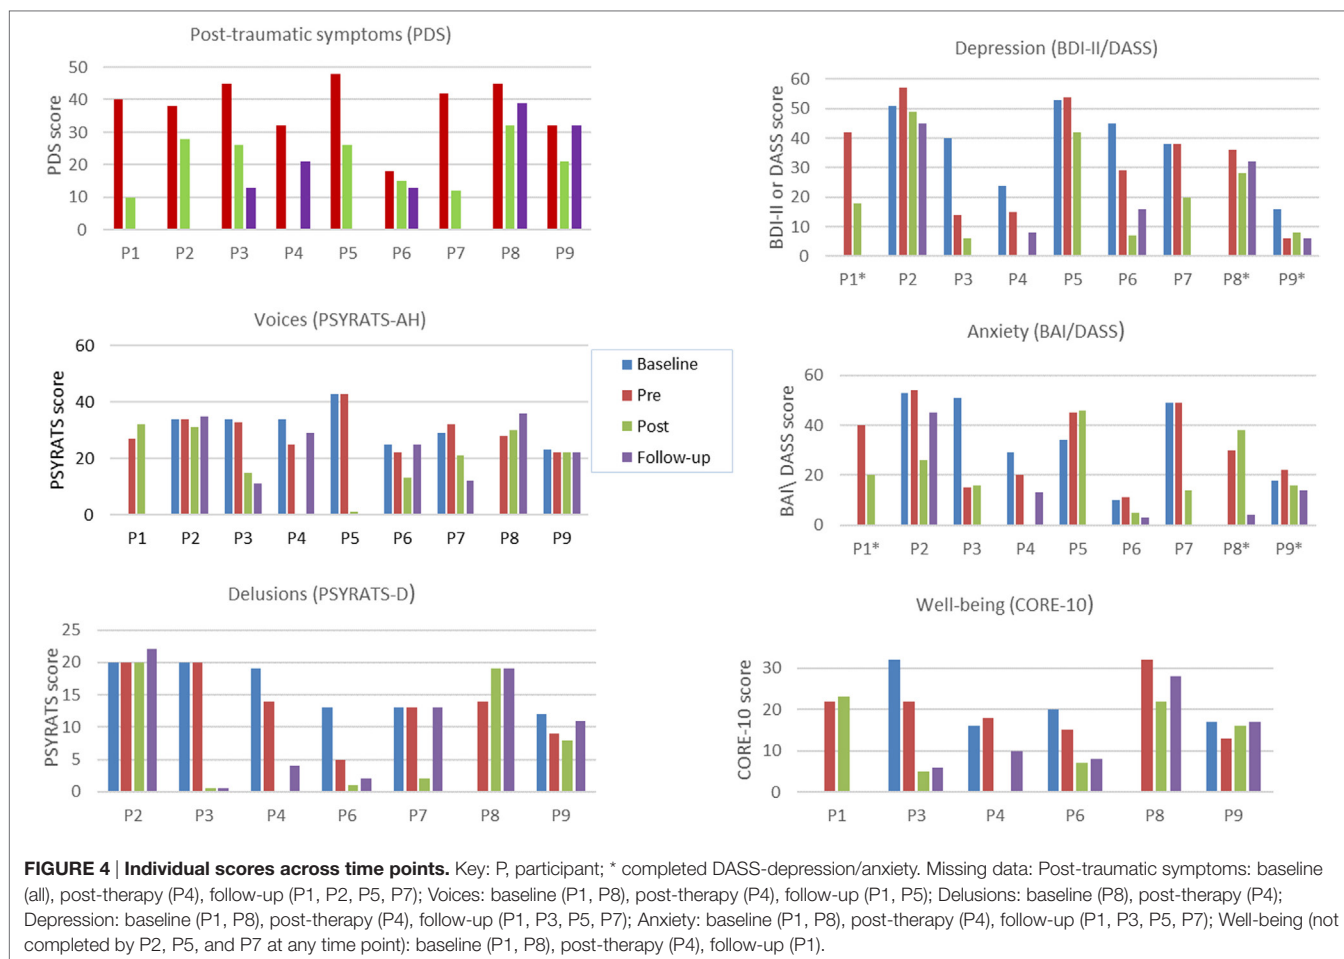 Post-traumatic symptoms (PDS)
PDS score
50
40
30
20
10
0
P1 P2 P3 P4 P5 P6 P7 P8 P9
Depression (BDI-II/DASS)
BDI-II or DASS score
60
50
40
30
20
10
0
P1* P2 P3 P4 P5 P6 P7 P8* P9*
Voices (PSYRATS-AH)
PSYRATS score
60
40
20
0
P1 P2 P3 P4 P5 P6 P7 P8 P9
Baseline
Pre
Post
Follow-up
Anxiety (BAI/DASS)
BAI\ DASS score
60
40
20
0
P1* P2 P3 P4 P5 P6 P7 P8* P9*
Delusions (PSYRATS-D)
PSYRATS score
25
20
15
10
5
0
P2 P3 P4 P6 P7 P8 P9
Well-being (CORE-10)
CORE-10 score
30
20
10
0
P1 P3 P4 P6 P8 P9
FIGURE 4 | Individual scores across time points. Key: P, participant; * completed DASS-depression/anxiety. Missing data: Post-traumatic symptoms: baseline
(all), post-therapy (P4), follow-up (P1, P2, P5, P7); Voices: baseline (P1, P8), post-therapy (P4), follow-up (P1, P5); Delusions: baseline (P8), post-therapy (P4);
Depression: baseline (P1, P8), post-therapy (P4), follow-up (P1, P3, P5, P7); Anxiety: baseline (P1, P8), post-therapy (P4), follow-up (P1, P3, P5, P7); Well-being (not
completed by P2, P5, and P7 at any time point): baseline (P1, P8), post-therapy (P4), follow-up (P1).